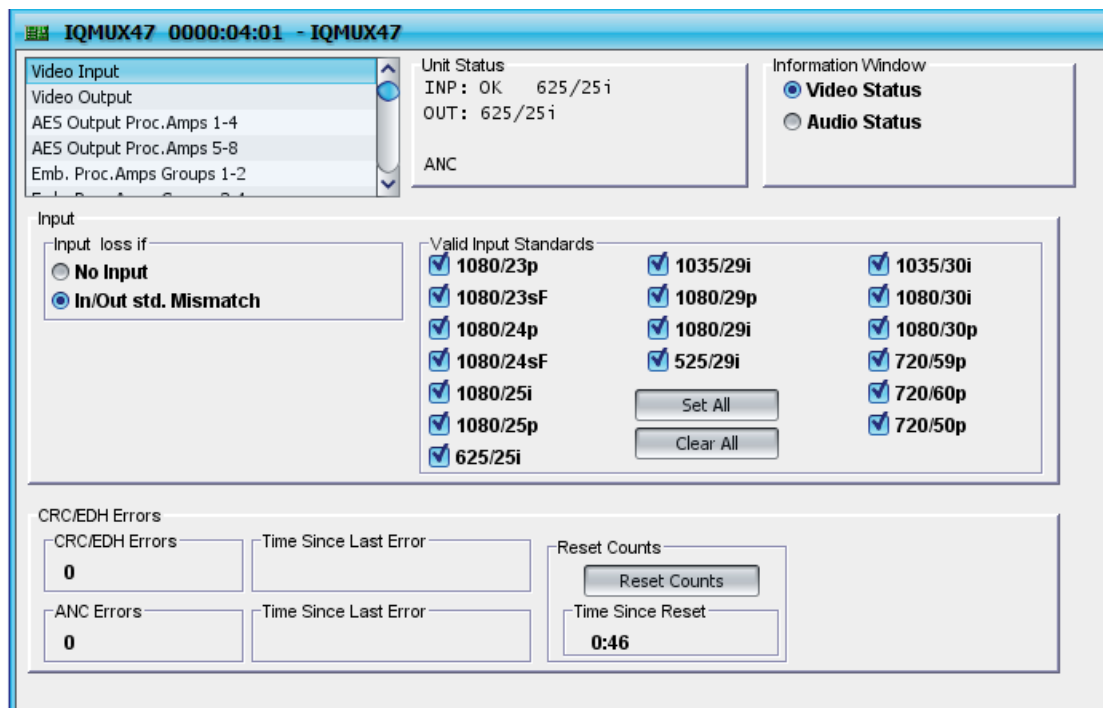 IQMUX47 0000:04:01 - IQMUX47
Video Input
Video Output
AES Output Proc.Amps 1-4
AES Output Proc.Amps 5-8
Emb. Proc.Amps Groups 1-2
Unit Status
INP: OK 625/25i
OUT: 625/25i
ANC
Information Window
Video Status
Audio Status
Input
Input loss if
No Input
In/Out std. Mismatch
Valid Input Standards
1080/23p
1080/23sF
1080/24p
1080/24sF
1080/25i
1080/25p
625/25i
1035/29i
1080/29p
1080/29i
525/29i
Set All
Clear All
1035/30i
1080/30i
1080/30p
720/59p
720/60p
720/50p
CRC/EDH Errors
CRC/EDH Errors
0
Time Since Last Error
ANC Errors
0
Time Since Last Error
Reset Counts
Reset Counts
Time Since Reset
0:46